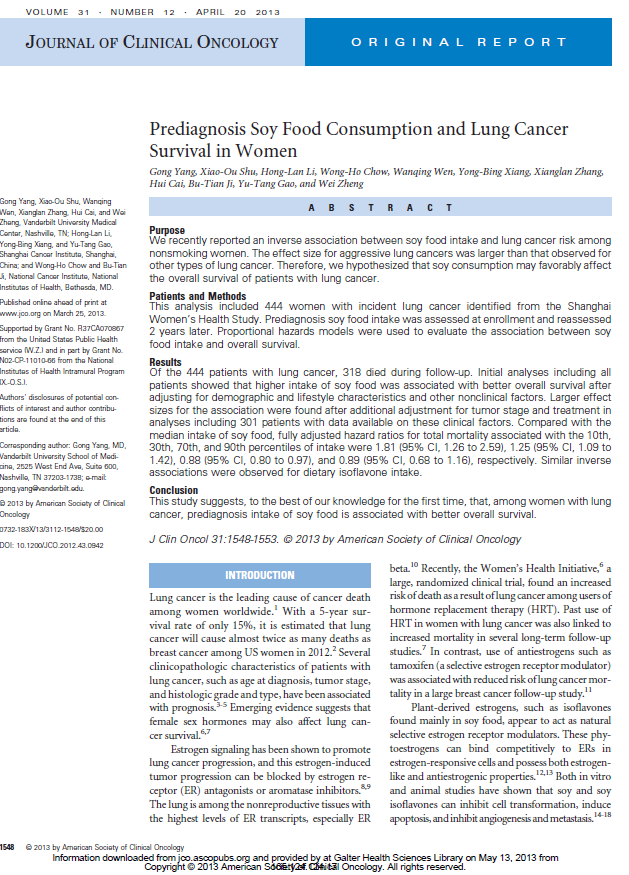 VOLUME 31 · NUMBER 12 · APRIL 20 2013
JOURNAL OF CLINICAL ONCOLOGY
ORIGINAL REPORT
Prediagnosis Soy Food Consumption and Lung Cancer
Survival in Women
Gong Yang, Xiao-Ou Shu, Hong-Lan Li, Wong-Ho Chow, Wanqing Wen, Yong-Bing Xiang, Xianglan Zhang,
Hui Cai, Bu-Tian Ji, Yu-Tang Gao, and Wei Zheng
Gong Yang, Xiao-Ou Shu, Wanqing
Wen, Xianglan Zhang, Hui Cai, and Wei
Zheng, Vanderbilt University Medical
Center, Nashville, TN; Hong-Lan Li,
Yong-Bing Xiang, and Yu-Tang Gao,
Shanghai Cancer Institute, Shanghai,
China; and Wong-Ho Chow and Bu-Tian
Ji, National Cancer Institute, National
Institutes of Health, Bethesda, MD.
Published online ahead of print at
www.jco.org on March 25, 2013.
Supported by Grant No. R37CA070867
from the United States Public Health
service (W.Z.) and in part by Grant No.
N02-CP-11010-66 from the National
Institutes of Health Intramural Program
(X.-O.S.).
Authors' disclosures of potential con-
flicts of interest and author contribu-
tions are found at the end of this
article.
Corresponding author: Gong Yang, MD,
Vanderbilt University School of Medi-
cine, 2525 West End Ave, Suite 600,
Nashville, TN 37203-1738; e-mail:
gong.yang@vanderbilt.edu.
© 2013 by American Society of Clinical
Oncology
0732-183X/13/3112-1548/$20.00
DOI: 10.1200/JCO.2012.43.0942
ABSTRACT
Purpose
We recently reported an inverse association between soy food intake and lung cancer risk among
nonsmoking women. The effect size for aggressive lung cancers was larger than that observed for
other types of lung cancer. Therefore, we hypothesized that soy consumption may favorably affect
the overall survival of patients with lung cancer.
Patients and Methods
This analysis included 444 women with incident lung cancer identified from the Shanghai
Women's Health Study. Prediagnosis soy food intake was assessed at enrollment and reassessed
2 years later. Proportional hazards models were used to evaluate the association between soy
food intake and overall survival.
Results
Of the 444 patients with lung cancer, 318 died during follow-up. Initial analyses including all
patients showed that higher intake of soy food was associated with better overall survival after
adjusting for demographic and lifestyle characteristics and other nonclinical factors. Larger effect
sizes for the association were found after additional adjustment for tumor stage and treatment in
analyses including 301 patients with data available on these clinical factors. Compared with the
median intake of soy food, fully adjusted hazard ratios for total mortality associated with the 10th,
30th, 70th, and 90th percentiles of intake were 1.81 (95% CI, 1.26 to 2.59), 1.25 (95% CI, 1.09 to
1.42), 0.88 (95% CI, 0.80 to 0.97), and 0.89 (95% CI, 0.68 to 1.16), respectively. Similar inverse
associations were observed for dietary isoflavone intake.
Conclusion
This study suggests, to the best of our knowledge for the first time, that, among women with lung
cancer, prediagnosis intake of soy food is associated with better overall survival.
J Clin Oncol 31:1548-1553. © 2013 by American Society of Clinical Oncology
INTRODUCTION
Lung cancer is the leading cause of cancer death
among women worldwide.1 With a 5-year sur-
vival rate of only 15%, it is estimated that lung
cancer will cause almost twice as many deaths as
breast cancer among US women in 2012.2 Several
clinicopathologic characteristics of patients with
lung cancer, such as age at diagnosis, tumor stage,
and histologic grade and type, have been associated
with prognosis.3-5 Emerging evidence suggests that
female sex hormones may also affect lung can-
cer survival.6,7
Estrogen signaling has been shown to promote
lung cancer progression, and this estrogen-induced
tumor progression can be blocked by estrogen re-
ceptor (ER) antagonists or aromatase inhibitors.8,9
The lung is among the nonreproductive tissues with
the highest levels of ER transcripts, especially ER
beta.10 Recently, the Women's Health Initiative,6 a
large, randomized clinical trial, found an increased
risk of death as a result of lung cancer among users of
hormone replacement therapy (HRT). Past use of
HRT in women with lung cancer was also linked to
increased mortality in several long-term follow-up
studies.7 In contrast, use of antiestrogens such as
tamoxifen (a selective estrogen receptor modulator)
was associated with reduced risk of lung cancer mor-
tality in a large breast cancer follow-up study.11
Plant-derived estrogens, such as isoflavones
found mainly in soy food, appear to act as natural
selective estrogen receptor modulators. These phy-
toestrogens can bind competitively to ERs in
estrogen-responsive cells and possess both estrogen-
like and antiestrogenic properties.12,13 Both in vitro
and animal studies have shown that soy and soy
isoflavones can inhibit cell transformation, induce
apoptosis, and inhibit angiogenesis and metastasis.14-18
1548 © 2013 by American Society of Clinical Oncology
Information downloaded from jco.ascopubs.org and provided by at Galter Health Sciences Library on May 13, 2013 from
Copyright © 2013 American Society of Clinical Oncology. All rights reserved.